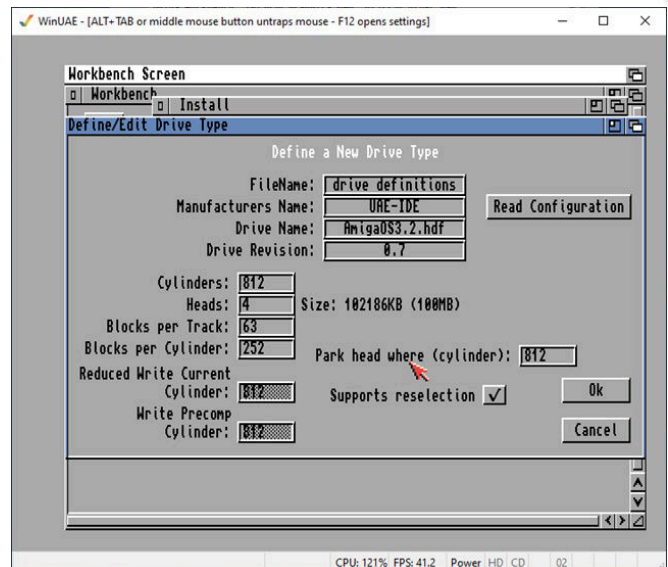 WinUAE - [ALT+TAB or middle mouse button untraps mouse - F12 opens settings]
Workbench Screen
Workbench
Install
Define/Edit Drive Type
Define a New Drive Type
FileName: drive definitions
Manufacturers Name: UAE-IDE Read Configuration
Drive Name: AmigaOS3.2.hdf
Drive Revision: 0.7
Cylinders: 812
Heads: 4 Size: 102186KB (100MB)
Blocks per Track: 63
Blocks per Cylinder: 252 Park head where (cylinder): 812
Reduced Write Current
Cylinder: 812 Supports reselection Ok
Write Precomp
Cylinder: 812 Cancel
CPU: 121% FPS: 41.2 Power HD CD 02